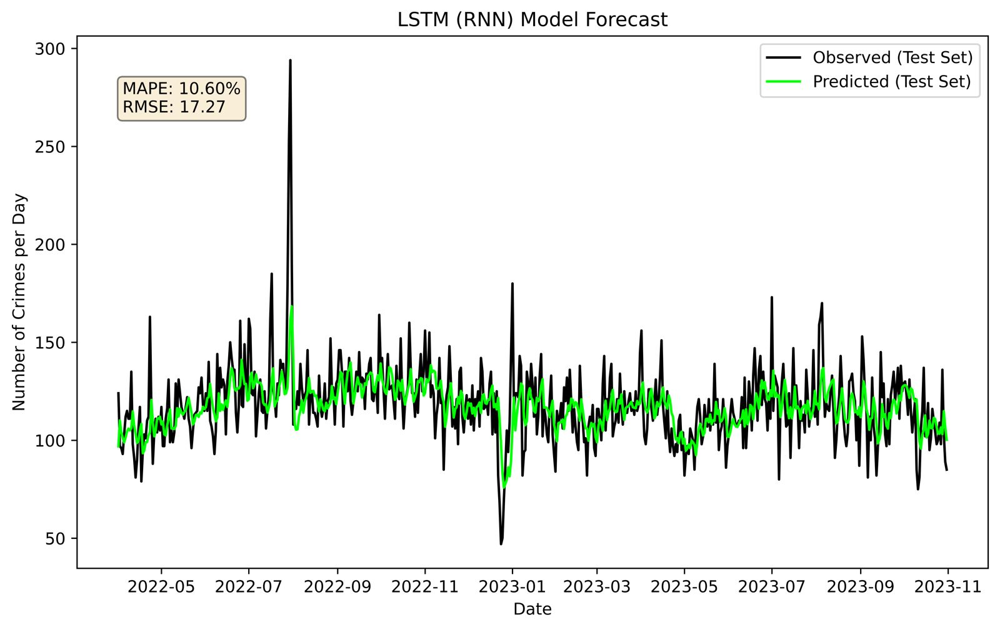 LSTM (RNN) Model Forecast
Observed (Test Set)
Predicted (Test Set)
MAPE: 10.60%
RMSE: 17.27
Number of Crimes per Day
300
250
200
150
100
50
2022-05
2022-07
2022-09
2022-11
2023-01
2023-03
2023-05
2023-07
2023-09
2023-11
Date